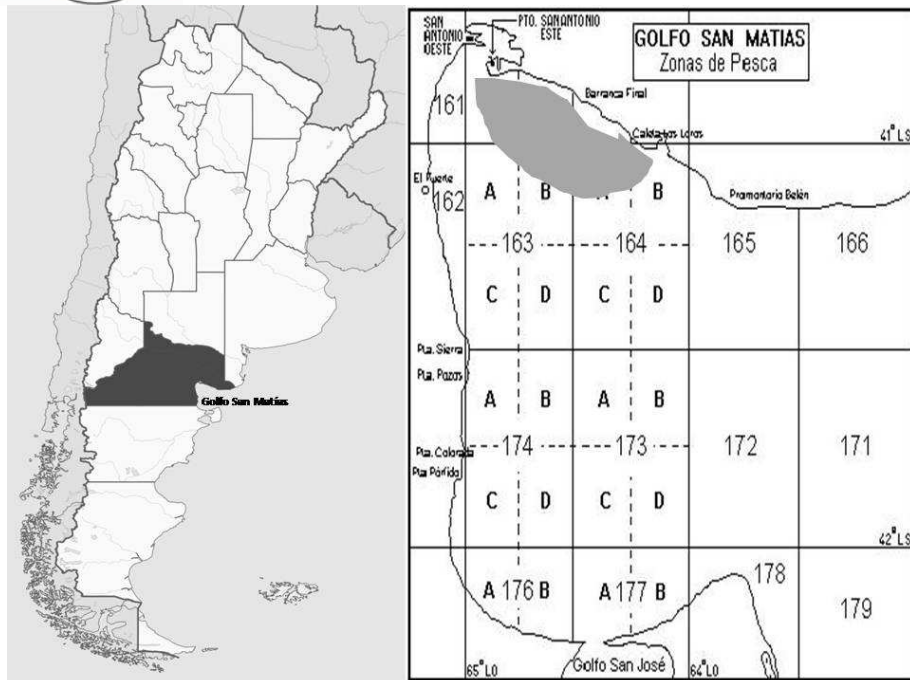 Golfo San Matías
SAN
ANTONIO
OESTE
PTO. SAN ANTONIO
ESTE
GOLFO SAN MATIAS
Zonas de Pesca
161
Barranca Final
Caleta Los Loros
41° LS
El Fuerte
162
A B B
Promontorio Belén
163 164 165 166
C D C D
Pta. Sierra
Pta. Pozos
A B A B
Pta. Colorada
174 173 172 171
Pta. Pórfido
C D C D
42° LS
A 176 B A 177 B 178
179
65° LO Golfo San José 64° LO